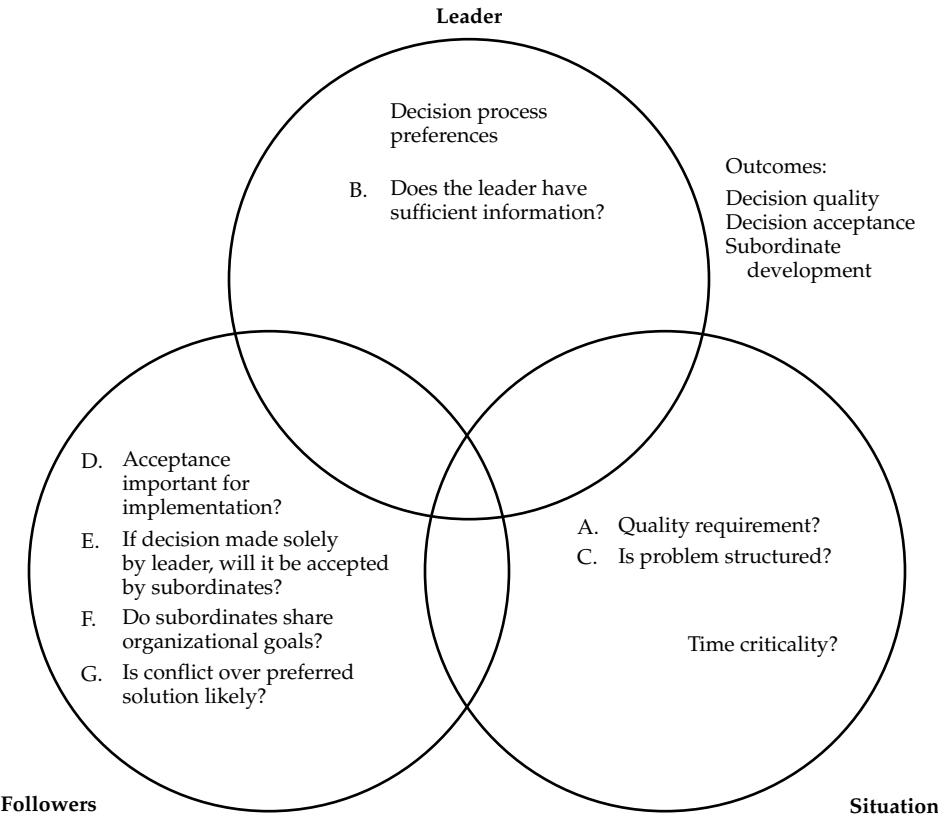 Leader
Decision process
preferences
B. Does the leader have
sufficient information?
Outcomes:
Decision quality
Decision acceptance
Subordinate
development
D. Acceptance
important for
implementation?
E. If decision made solely
by leader, will it be accepted
by subordinates?
F. Do subordinates share
organizational goals?
G. Is conflict over preferred
solution likely?
A. Quality requirement?
C. Is problem structured?
Time criticality?
Followers
Situation